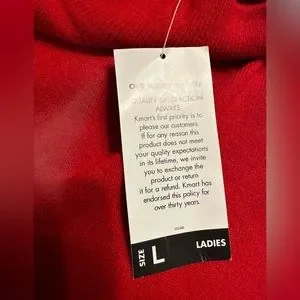 QUALITY SATISFACTION
ALWAYS
Kmart's first priority is to
please our customers.
If for any reason this
product does not meet
your quality expectations
in its lifetime, we invite
you to exchange the
product or return
it for a refund. Kmart has
endorsed this policy for
over thirty years.
SIZE
L
LADIES